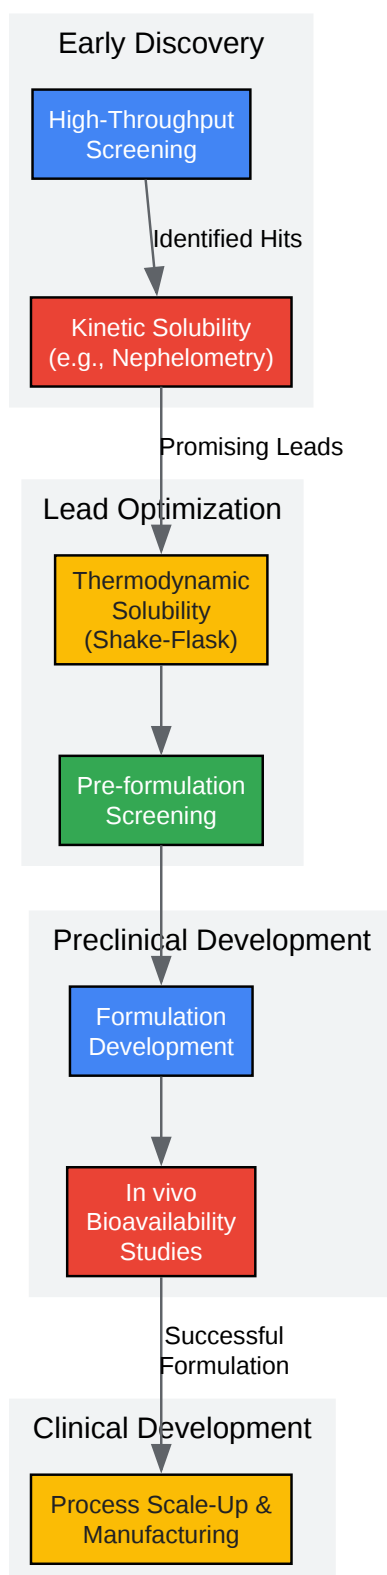 Early Discovery
High-Throughput
Screening
Identified Hits
Kinetic Solubility
(e.g., Nephelometry)
Promising Leads
Lead Optimization
Thermodynamic
Solubility
(Shake-Flask)
Pre-formulation
Screening
Preclinical Development
Formulation
Development
In vivo
Bioavailability
Studies
Successful
Formulation
Clinical Development
Process Scale-Up &
Manufacturing